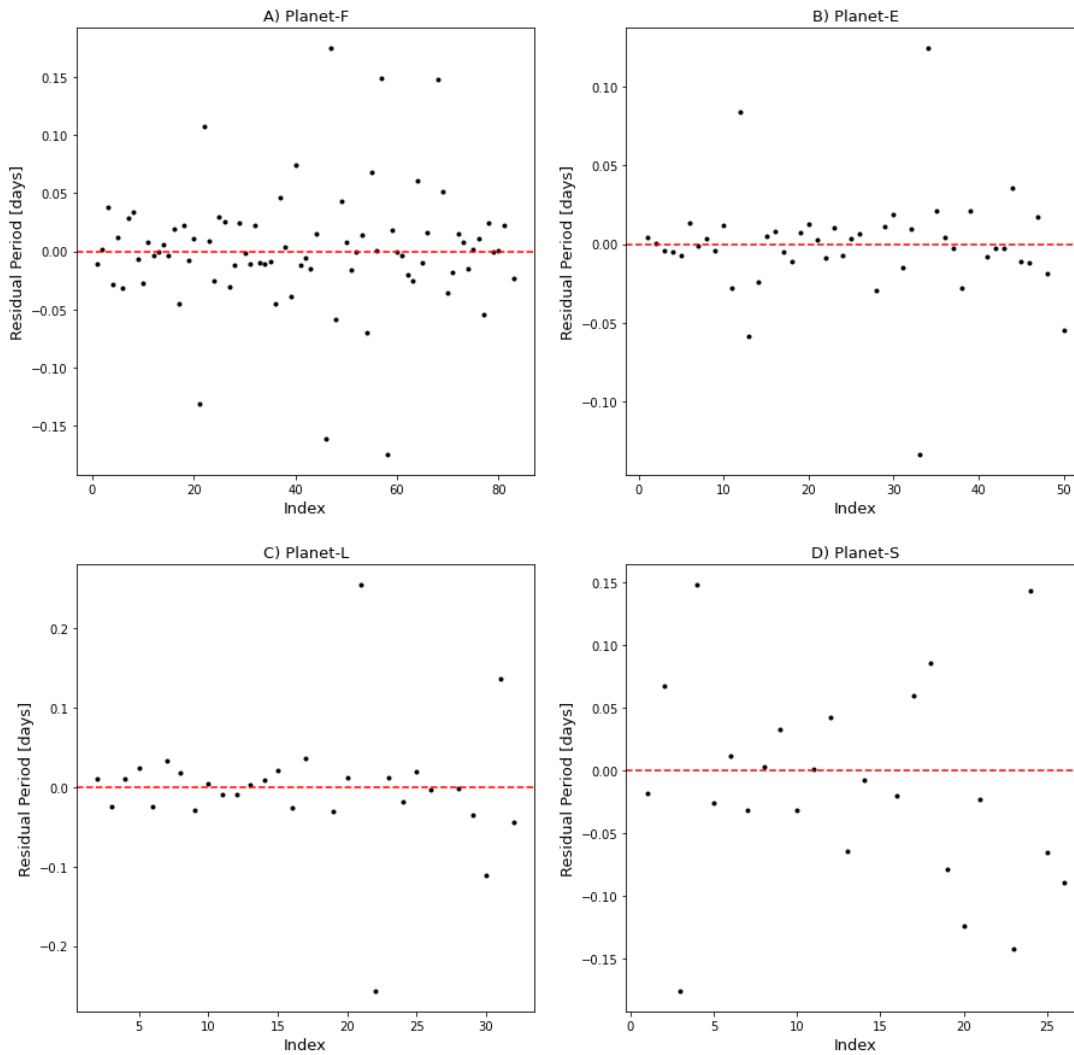 A) Planet-F
Residual Period [days]
0.15
0.10
0.05
0.00
−0.05
−0.10
−0.15
0 20 40 60 80
Index
B) Planet-E
Residual Period [days]
0.10
0.05
0.00
−0.05
−0.10
0 10 20 30 40 50
Index
C) Planet-L
Residual Period [days]
0.2
0.1
0.0
−0.1
−0.2
5 10 15 20 25 30
Index
D) Planet-S
Residual Period [days]
0.15
0.10
0.05
0.00
−0.05
−0.10
−0.15
0 5 10 15 20 25
Index